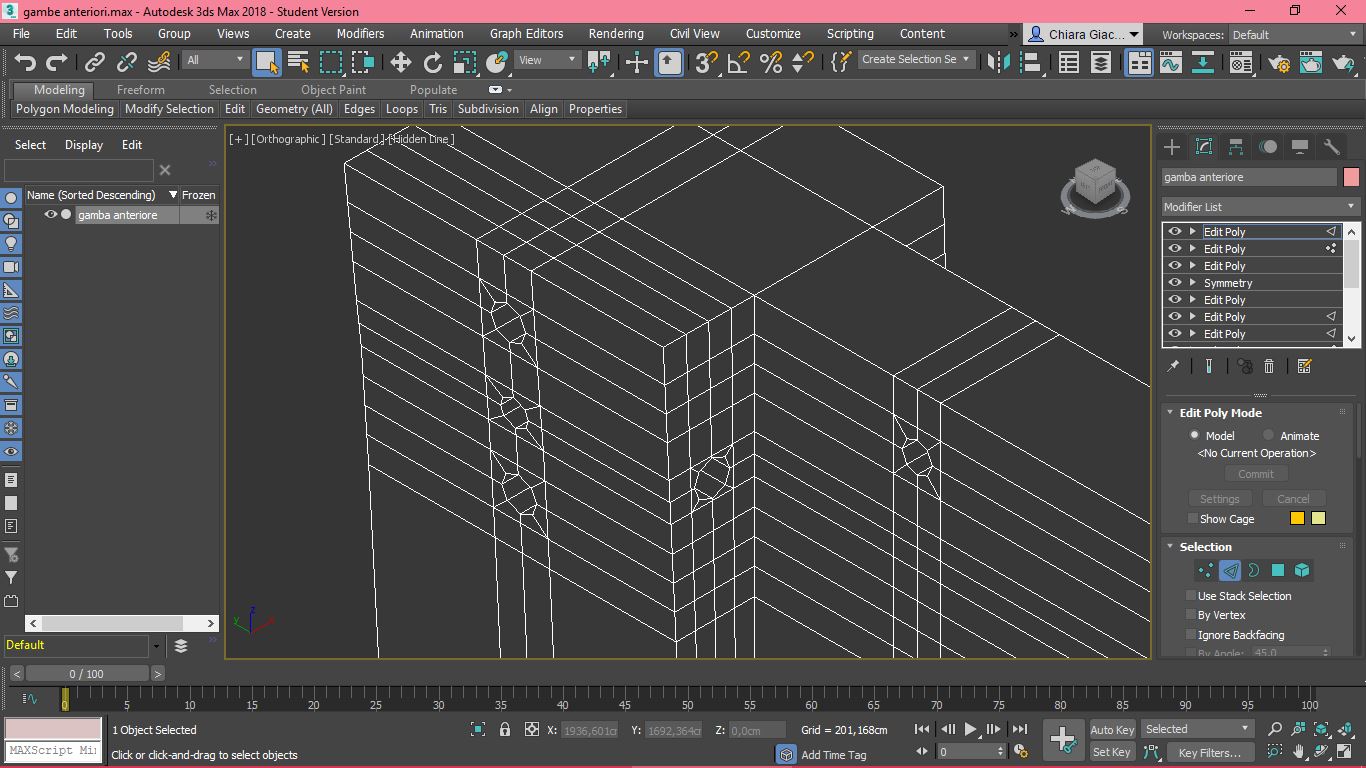 gambe anteriori.max - Autodesk 3ds Max 2018 - Student Version
File Edit Tools Group Views Create Modifiers Animation Graph Editors Rendering Civil View Customize Scripting Content » Chiara Giac... Workspaces: Default
All View Create Selection Se
Modeling Freeform Selection Object Paint Populate
Polygon Modeling Modify Selection Edit Geometry (All) Edges Loops Tris Subdivision Align Properties
Select Display Edit
[+] [Orthographic ] [Standard ] [Hidden Line ]
Name (Sorted Descending) Frozen
gamba anteriore
gamba anteriore
Modifier List
Edit Poly
Edit Poly
Edit Poly
Symmetry
Edit Poly
Edit Poly
Edit Poly
Edit Poly Mode
Model Animate
<No Current Operation>
Commit
Settings Cancel
Show Cage
Selection
Use Stack Selection
By Vertex
Ignore Backfacing
By Angle: 45,0
z
y x
Default
0 / 100
0 5 10 15 20 25 30 35 40 45 50 55 60 65 70 75 80 85 90 95 100
1 Object Selected X: 1936,601cr Y: 1692,364cr Z: 0,0cm Grid = 201,168cm Auto Key Selected
MAXScript Min Click or click-and-drag to select objects Add Time Tag 0 Set Key Key Filters...